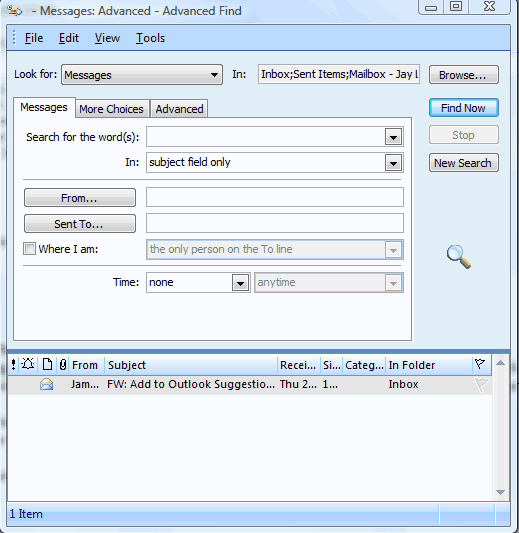 - Messages: Advanced - Advanced Find
File Edit View Tools
Look for: Messages In: Inbox;Sent Items;Mailbox - Jay L Browse...
Messages More Choices Advanced Find Now
Search for the word(s): Stop
In: subject field only New Search
From...
Sent To...
Where I am: the only person on the To line
Time: none anytime
! From Subject Recei... Si... Categ... In Folder
Jam... FW: Add to Outlook Suggestio... Thu 2... 1... Inbox
1 Item